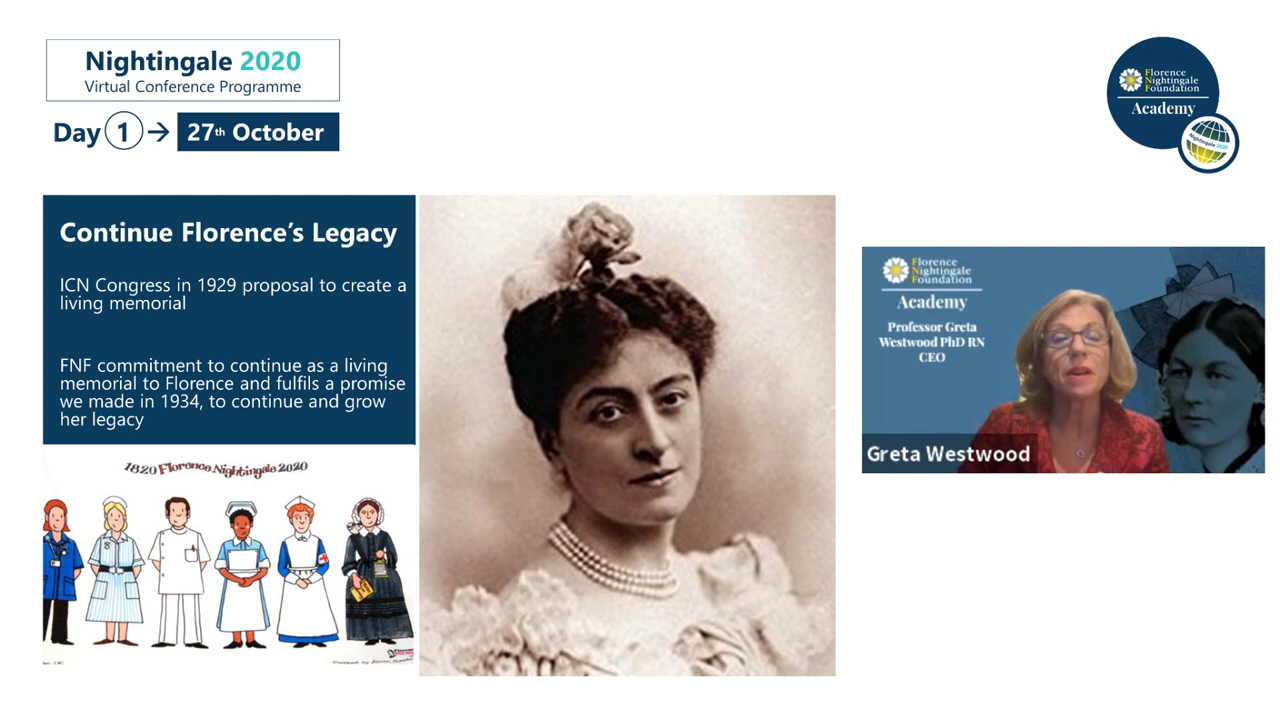 Nightingale 2020
Virtual Conference Programme
Day 1 → 27th October
Florence
Nightingale
Foundation
Academy
Nightingale 2020
Continue Florence’s Legacy
ICN Congress in 1929 proposal to create a
living memorial
FNF commitment to continue as a living
memorial to Florence and fulfils a promise
we made in 1934, to continue and grow
her legacy
1820 Florence Nightingale 2020
Florence
Nightingale
Foundation
Academy
Professor Greta
Westwood PhD RN
CEO
Greta Westwood